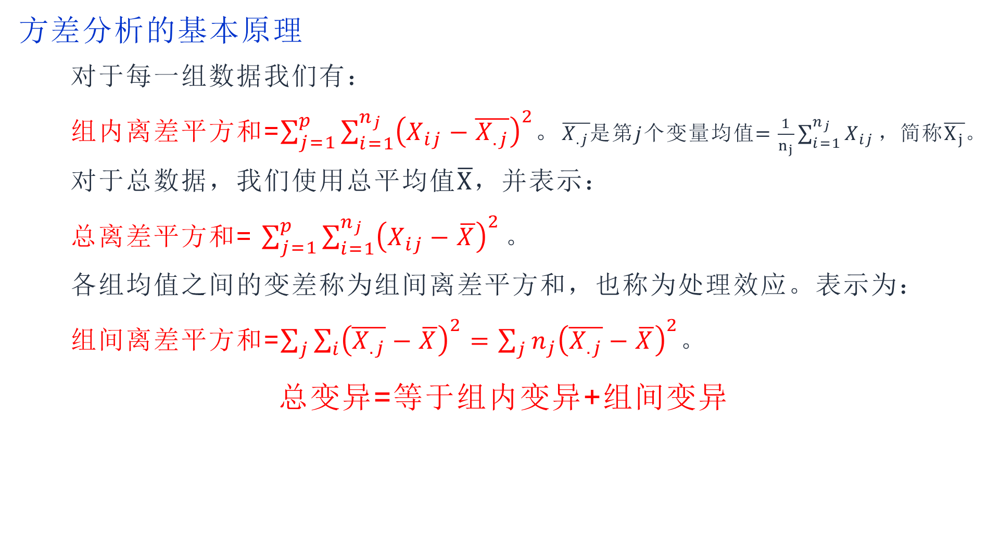 方差分析的基本原理
对于每一组数据我们有：
组内离差平方和=$\sum_{j=1}^{p}\sum_{i=1}^{n_j}\left(X_{ij}-\overline{X_{.j}}\right)^2$。$\overline{X_{.j}}$是第$j$个变量均值=$\frac{1}{n_j}\sum_{i=1}^{n_j}X_{ij}$，简称$\overline{X_j}$。
对于总数据，我们使用总平均值$\overline{X}$，并表示：
总离差平方和= $\sum_{j=1}^{p}\sum_{i=1}^{n_j}\left(X_{ij}-\overline{X}\right)^2$。
各组均值之间的变差称为组间离差平方和，也称为处理效应。表示为：
组间离差平方和=$\sum_{j}\sum_{i}\left(\overline{X_{.j}}-\overline{X}\right)^2=\sum_{j}n_j\left(\overline{X_{.j}}-\overline{X}\right)^2$。
总变异=等于组内变异+组间变异